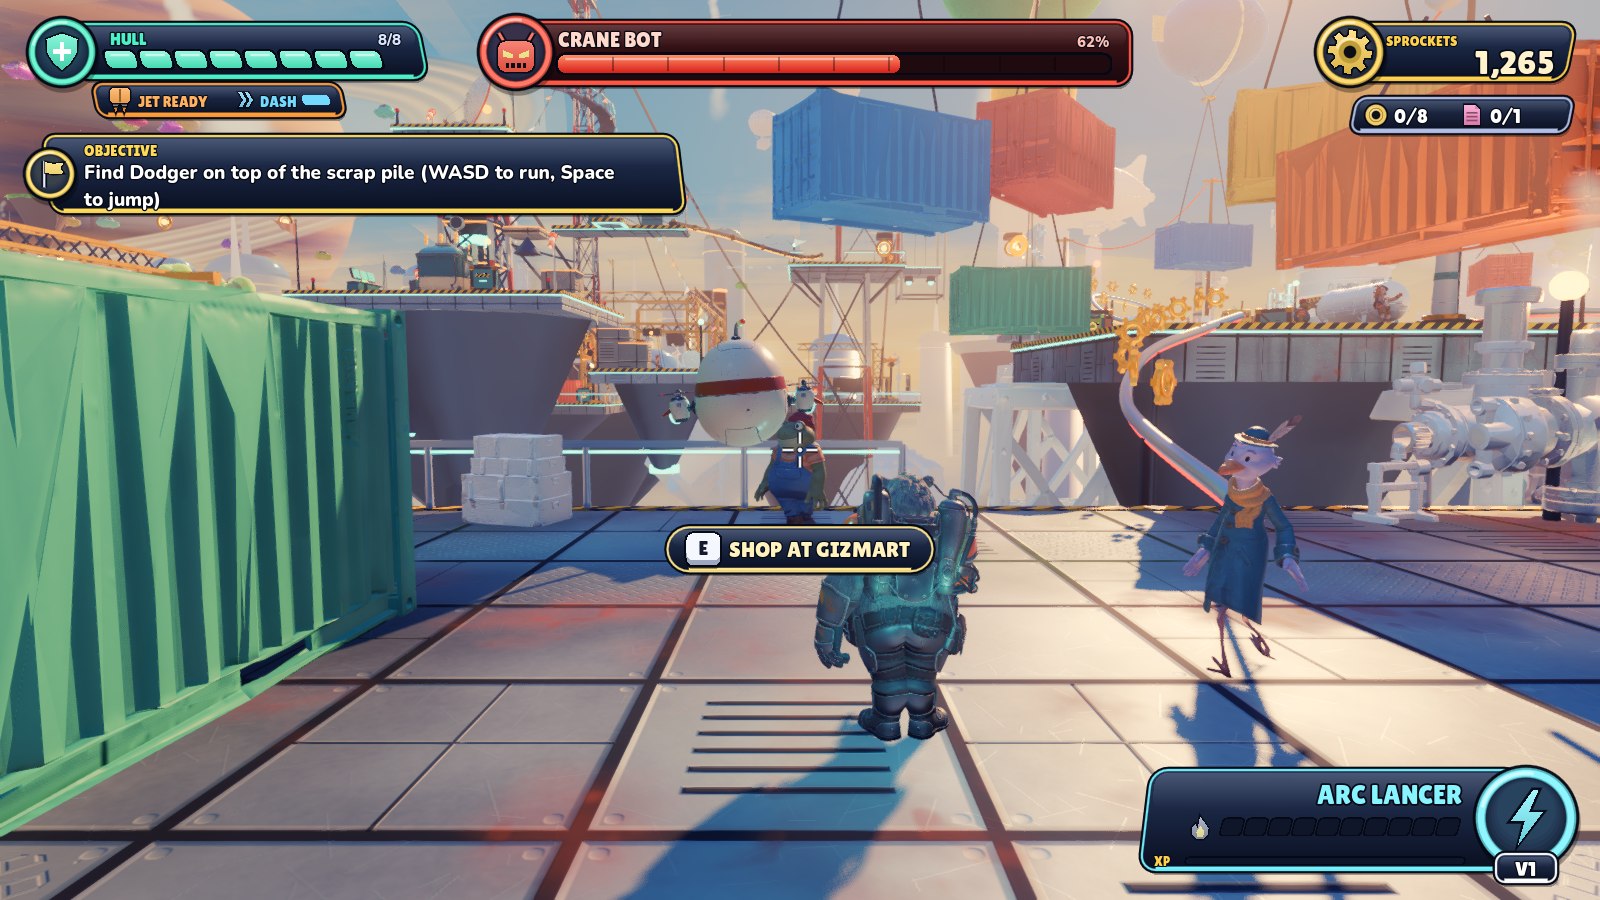 HULL
8/8
JET READY
DASH
CRANE BOT
62%
SPROCKETS
1,265
0/8
0/1
OBJECTIVE
Find Dodger on top of the scrap pile (WASD to run, Space
to jump)
E
SHOP AT GIZMART
ARC LANCER
XP
V1